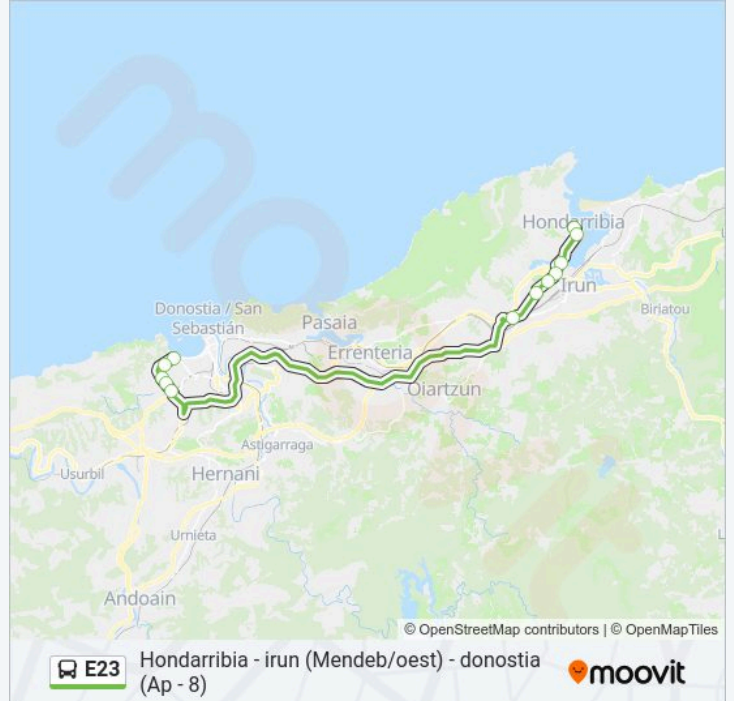 Hondarribia
Irun
Biriatou
Donostia / San
Sebastián
Pasaia
Errenteria
Oiartzun
Astigarraga
Usurbil
Hernani
Urnieta
Andoain
© OpenStreetMap contributors | © OpenMapTiles
E23
Hondarribia - irun (Mendeb/oest) - donostia
(Ap - 8)
moovit